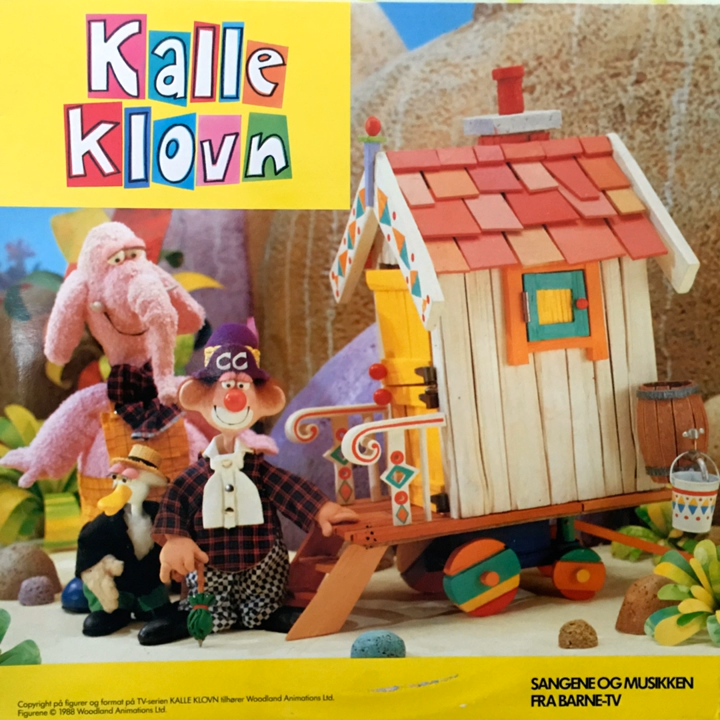 Kalle
Klovn
CC
SANGENE OG MUSIKKEN
FRA BARNE-TV
Copyright på figurer og format på TV-serien KALLE KLOVN tilhører Woodland Animations Ltd.
Figurene © 1988 Woodland Animations Ltd.